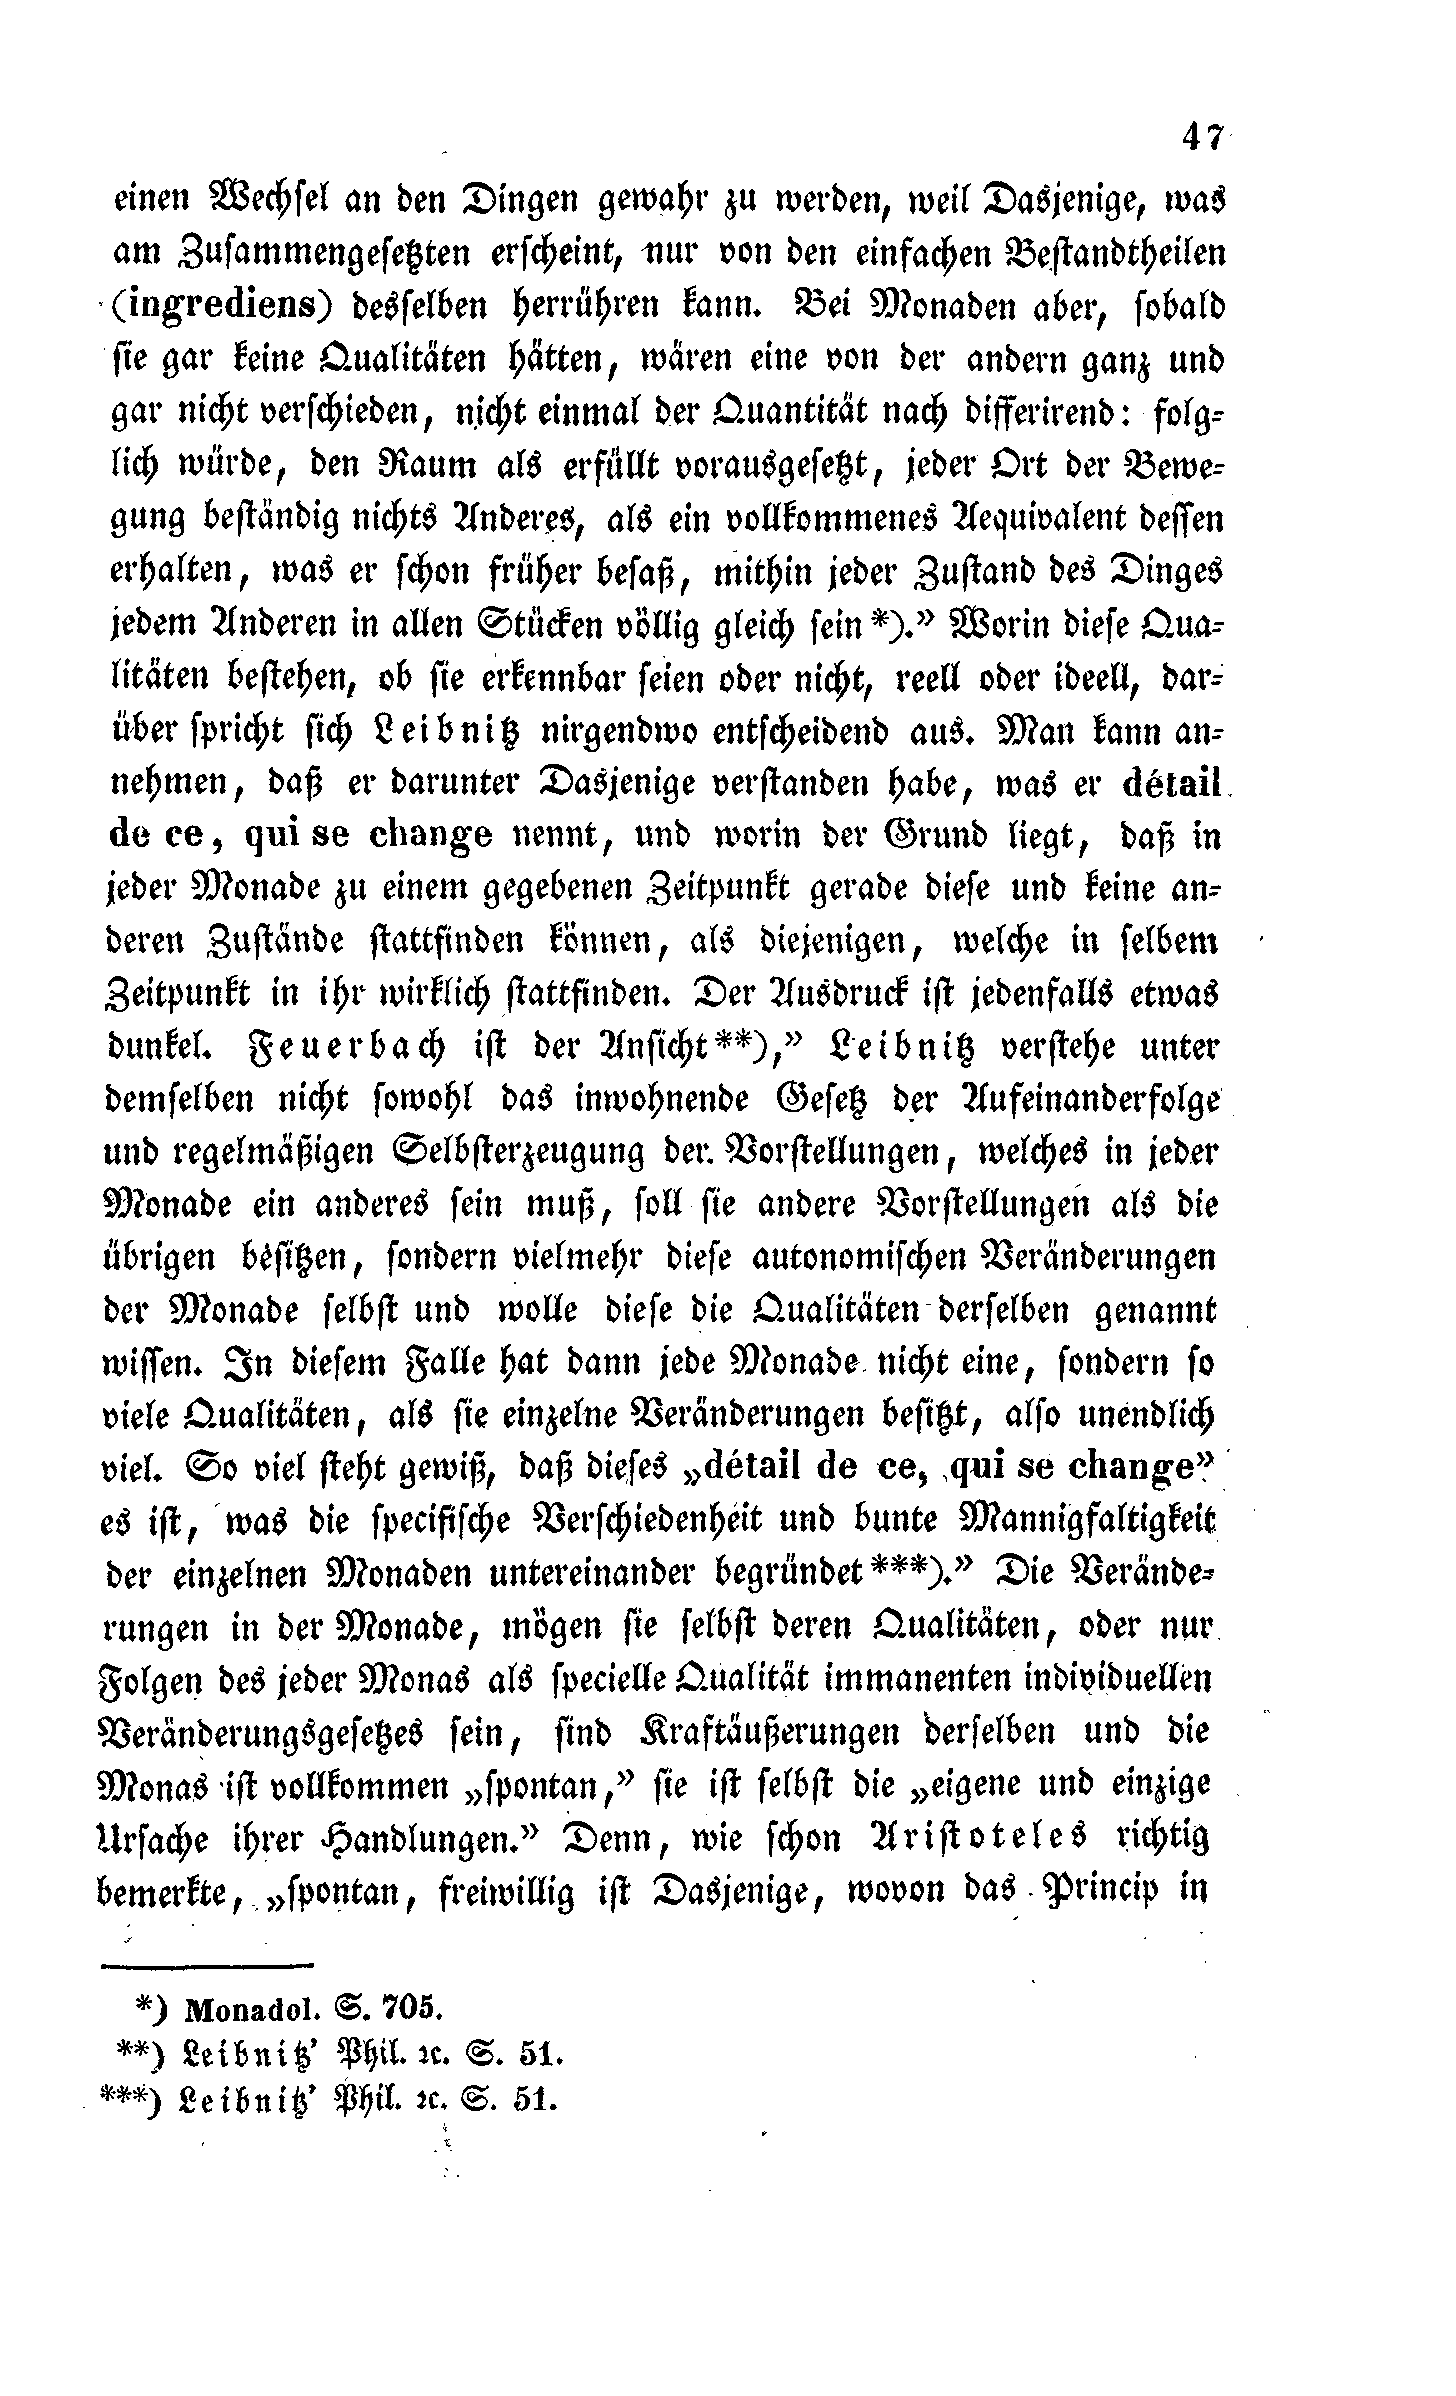 47
einen Wechsel an den Dingen gewahr zu werden, weil Dasjenige, was
am Zusammengesetzten erscheint, nur von den einfachen Bestandtheilen
(ingrediens) desselben herrühren kann. Bei Monaden aber, sobald
sie gar keine Qualitäten hätten, wären eine von der andern ganz und
gar nicht verschieden, nicht einmal der Quantität nach differirend: folg-
lich würde, den Raum als erfüllt vorausgesetzt, jeder Ort der Bewe-
gung beständig nichts Anderes, als ein vollkommenes Aequivalent dessen
erhalten, was er schon früher besaß, mithin jeder Zustand des Dinges
jedem Anderen in allen Stücken völlig gleich sein *).” Worin diese Qua-
litäten bestehen, ob sie erkennbar seien oder nicht, reell oder ideell, dar-
über spricht sich Leibnitz nirgendwo entscheidend aus. Man kann an-
nehmen, daß er darunter Dasjenige verstanden habe, was er détail
de ce, qui se change nennt, und worin der Grund liegt, daß in
jeder Monade zu einem gegebenen Zeitpunkt gerade diese und keine an-
deren Zustände stattfinden können, als diejenigen, welche in selbem
Zeitpunkt in ihr wirklich stattfinden. Der Ausdruck ist jedenfalls etwas
dunkel. Feuerbach ist der Ansicht **),” Leibnitz verstehe unter
demselben nicht sowohl das inwohnende Gesetz der Aufeinanderfolge
und regelmäßigen Selbsterzeugung der Vorstellungen, welches in jeder
Monade ein anderes sein muß, soll sie andere Vorstellungen als die
übrigen besitzen, sondern vielmehr diese autonomischen Veränderungen
der Monade selbst und wolle diese die Qualitäten derselben genannt
wissen. In diesem Falle hat dann jede Monade nicht eine, sondern so
viele Qualitäten, als sie einzelne Veränderungen besitzt, also unendlich
viel. So viel steht gewiß, daß dieses „détail de ce, qui se change”
es ist, was die specifische Verschiedenheit und bunte Mannigfaltigkeit
der einzelnen Monaden untereinander begründet ***).” Die Verände-
rungen in der Monade, mögen sie selbst deren Qualitäten, oder nur
Folgen des jeder Monas als specielle Qualität immanenten individuellen
Veränderungsgesetzes sein, sind Kraftäußerungen derselben und die
Monas ist vollkommen „spontan,” sie ist selbst die „eigene und einzige
Ursache ihrer Handlungen.” Denn, wie schon Aristoteles richtig
bemerkte, „spontan, freiwillig ist Dasjenige, wovon das Princip in
*) Monadol. S. 705.
**) Leibnitz’ Phil. ꝛc. S. 51.
***) Leibnitz’ Phil. ꝛc. S. 51.